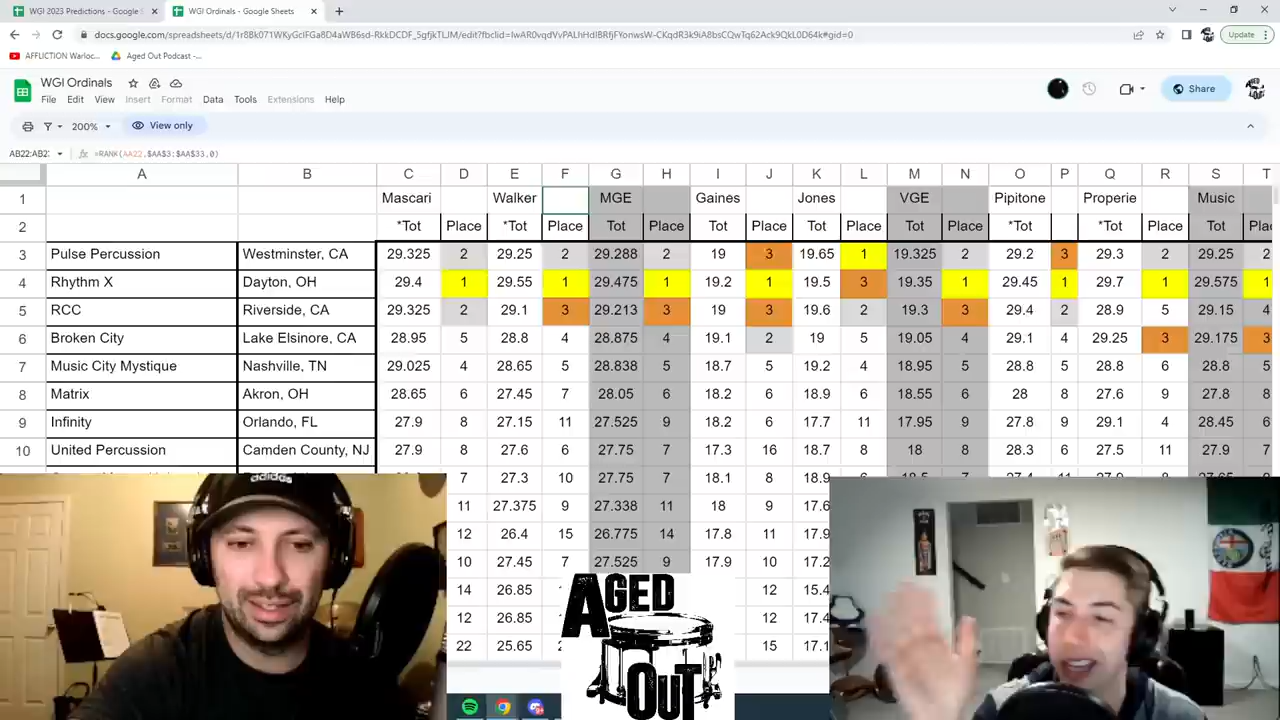 WGI 2023 Predictions - Google
WGI Ordinals - Google Sheets
Update
AFFLICTION Warloc...
Aged Out Podcast -...
WGI Ordinals
File Edit View Insert Format Data Tools Extensions Help
Share
200% View only
AB22:AB2 =RANK(AA22,$AA$3:$AA$33,0)
A B C D E F G H I J K L M N O P Q R S T
1 Mascari Walker MGE Gaines Jones VGE Pipitone Properie Music
2 *Tot Place *Tot Place Tot Place Tot Place Tot Place Tot Place *Tot *Tot Place Tot
3 Pulse Percussion Westminster, CA 29.325 2 29.25 2 29.288 2 19 3 19.65 1 19.325 2 29.2 3 29.3 2 29.25 2
4 Rhythm X Dayton, OH 29.4 1 29.55 1 29.475 1 19.2 1 19.5 3 19.35 1 29.45 1 29.7 1 29.575 1
5 RCC Riverside, CA 29.325 2 29.1 3 29.213 3 19 3 19.6 2 19.3 3 29.4 2 28.9 5 29.15 4
6 Broken City Lake Elsinore, CA 28.95 5 28.8 4 28.875 4 19.1 2 19 5 19.05 4 29.1 4 29.25 3 29.175 3
7 Music City Mystique Nashville, TN 29.025 4 28.65 5 28.838 5 18.7 5 19.2 4 18.95 5 28.8 5 28.8 6 28.8 5
8 Matrix Akron, OH 28.65 6 27.45 7 28.05 6 18.2 6 18.9 6 18.55 6 28 8 27.6 9 27.8 8
9 Infinity Orlando, FL 27.9 8 27.15 11 27.525 9 18.2 6 17.7 11 17.95 9 27.8 9 29.1 4 28.45 6
10 United Percussion Camden County, NJ 27.9 8 27.6 6 27.75 7 17.3 16 18.7 8 18 8 28.3 6 27.5 11 27.9 7
7 27.3 10 27.75 7 18.1 8 18.9
11 27.375 9 27.338 11 18 9 17.6
12 26.4 15 26.775 14 17.8 11 17.9
10 27.45 7 27.525 9 17.9 10 17.2
14 26.85 12 15.4
12 26.85 12 17.4
22 25.65 15 17.1
adidas
AGED
OUT